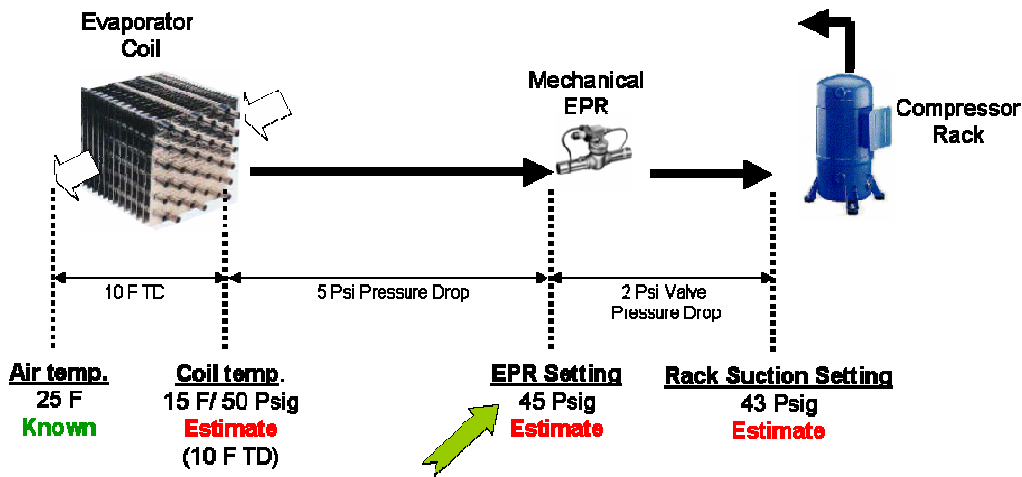 Evaporator
Coil
Mechanical
EPR
Compressor
Rack
10 F TD
5 Psi Pressure Drop
2 Psi Valve
Pressure Drop
Air temp.
25 F
Known
Coil temp.
15 F/ 50 Psig
Estimate
(10 F TD)
EPR Setting
45 Psig
Estimate
Rack Suction Setting
43 Psig
Estimate